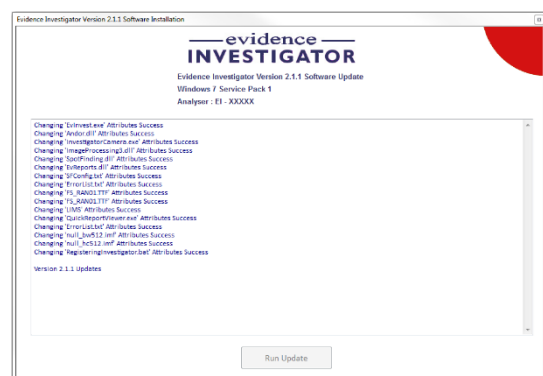 Evidence Investigator Version 2.1.1 Software Installation
evidence
INVESTIGATOR
Evidence Investigator Version 2.1.1 Software Update
Windows 7 Service Pack 1
Analyser : EI - XXXXX
Changing 'EvInvest.exe' Attributes Success
Changing 'Andor.dll' Attributes Success
Changing 'InvestigatorCamera.exe' Attributes Success
Changing 'ImageProcessing3.dll' Attributes Success
Changing 'SpotFinding.dll' Attributes Success
Changing 'EvReports.dll' Attributes Success
Changing 'SFConfig.txt' Attributes Success
Changing 'ErrorList.txt' Attributes Success
Changing 'FS_RAN01.TTF' Attributes Success
Changing 'FS_RAN01.TTF' Attributes Success
Changing 'LIMS' Attributes Success
Changing 'QuickReportViewer.exe' Attributes Success
Changing 'ErrorList.txt' Attributes Success
Changing 'null_bw512.imf' Attributes Success
Changing 'null_hc512.imf' Attributes Success
Changing 'RegisteringInvestigator.bat' Attributes Success
Version 2.1.1 Updates
Run Update